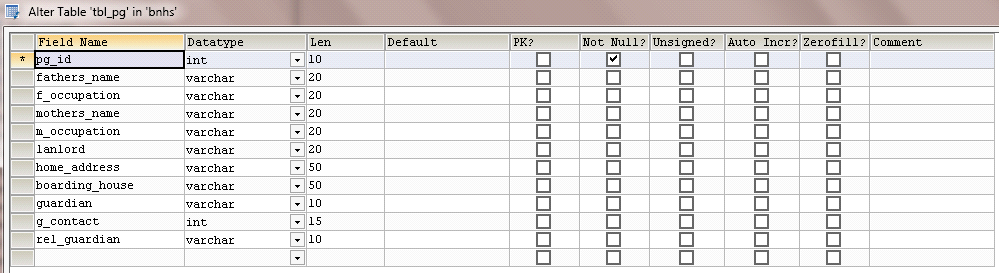 Alter Table 'tbl_pg' in 'bnhs'
Field Name Datatype Len Default PK? Not Null? Unsigned? Auto Incr? Zerofill? Comment
* pg_id int 10
fathers_name varchar 20
f_occupation varchar 20
mothers_name varchar 20
m_occupation varchar 20
lanlord varchar 20
home_address varchar 50
boarding_house varchar 50
guardian varchar 10
g_contact int 15
rel_guardian varchar 10